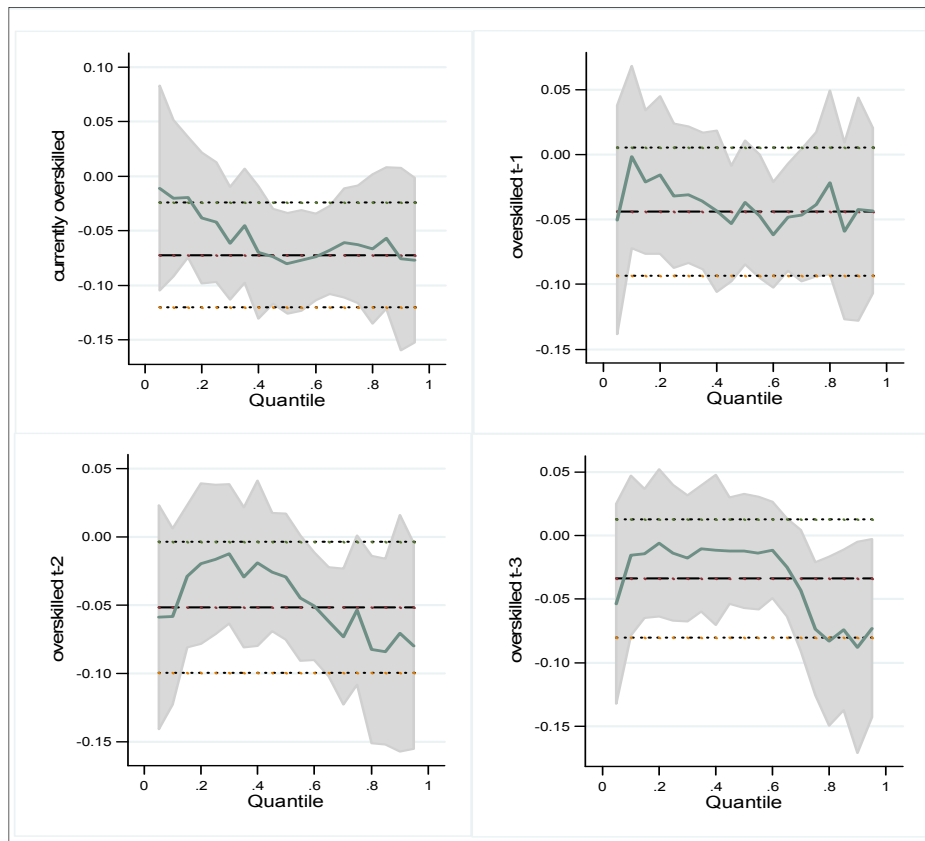 currently overskilled
0.10
0.05
0.00
-0.05
-0.10
-0.15
0 .2 .4 .6 .8 1
Quantile
overskilled t-1
0.05
0.00
-0.05
-0.10
-0.15
0 .2 .4 .6 .8 1
Quantile
overskilled t-2
0.05
0.00
-0.05
-0.10
-0.15
0 .2 .4 .6 .8 1
Quantile
overskilled t-3
0.05
0.00
-0.05
-0.10
-0.15
0 .2 .4 .6 .8 1
Quantile